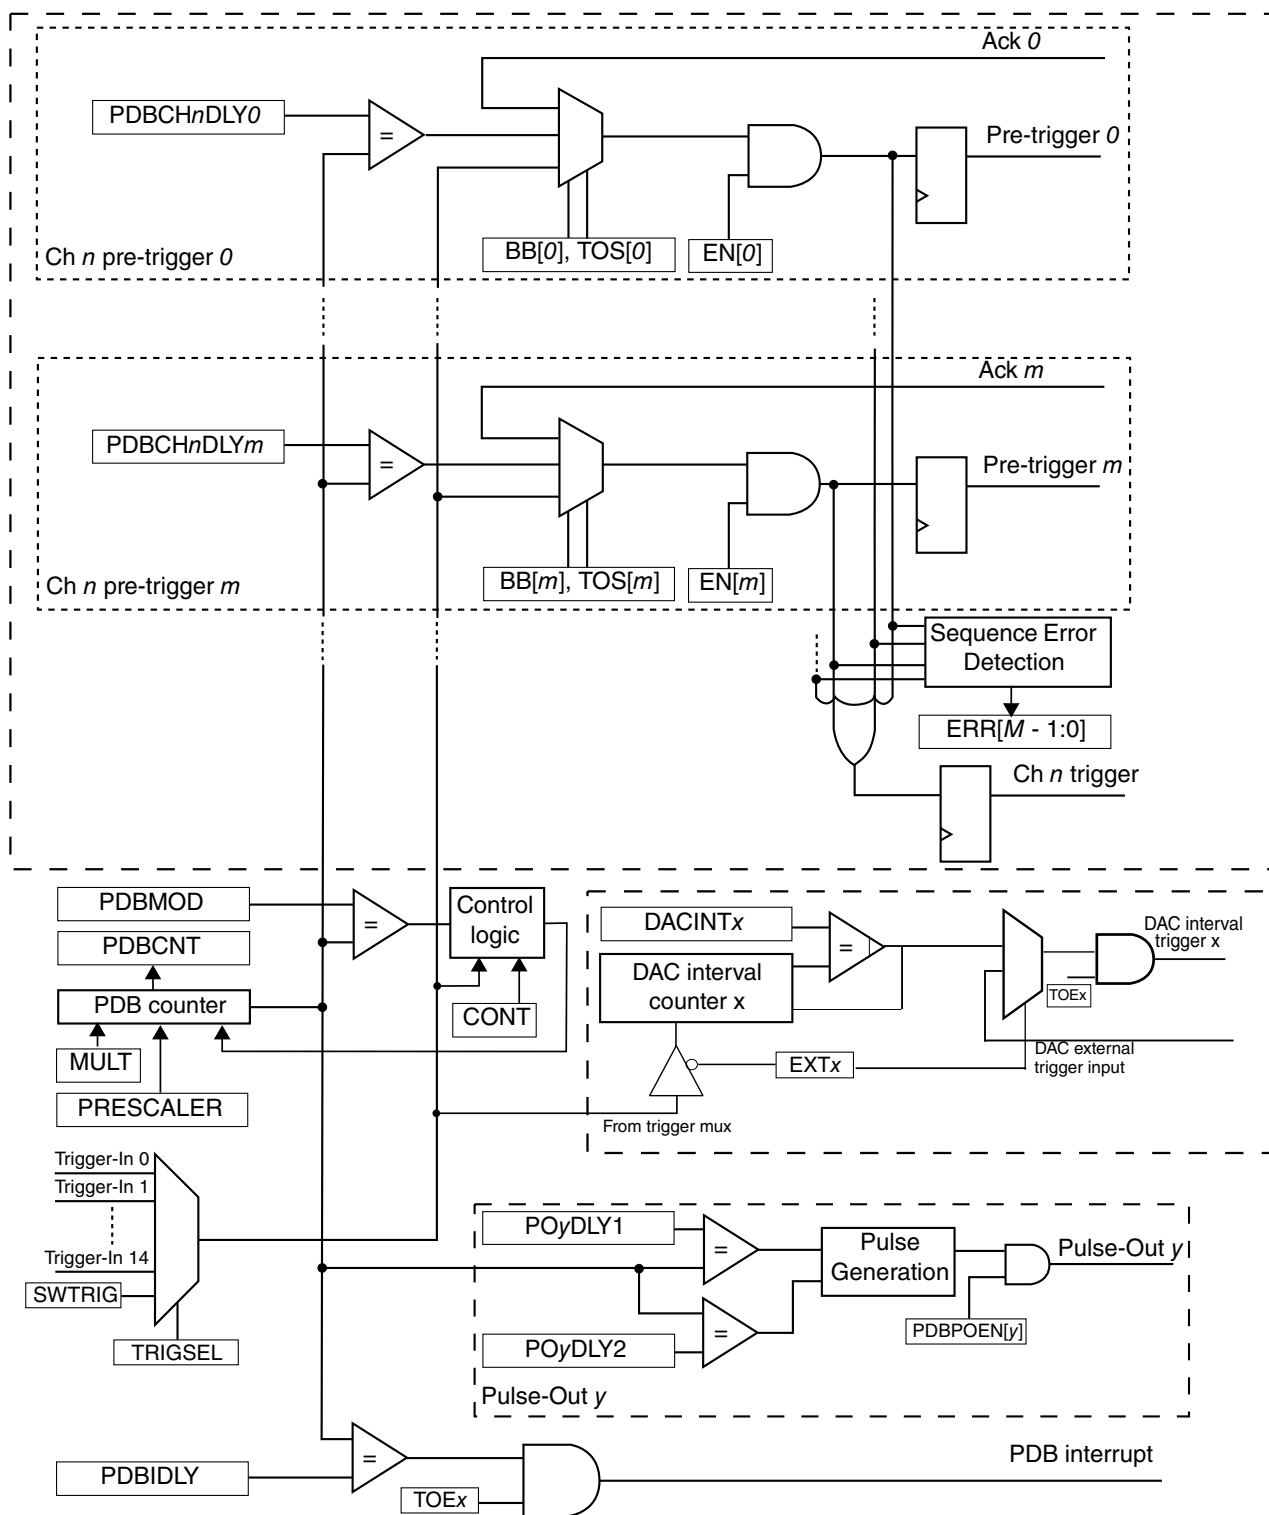 Ack 0
PDBCHnDLY0
=
Pre-trigger 0
BB[0], TOS[0]
EN[0]
Ch n pre-trigger 0
Ack m
PDBCHnDLYm
=
Pre-trigger m
BB[m], TOS[m]
EN[m]
Ch n pre-trigger m
Sequence Error
Detection
ERR[M - 1:0]
Ch n trigger
PDBMOD
=
Control
logic
PDBCNT
PDB counter
CONT
MULT
PRESCALER
DACINTx
=
DAC interval
counter x
DAC interval
trigger x
TOEx
EXTx
DAC external
trigger input
From trigger mux
Trigger-In 0
Trigger-In 1
Trigger-In 14
SWTRIG
TRIGSEL
POyDLY1
=
Pulse
Generation
Pulse-Out y
=
POyDLY2
PDBPOEN[y]
Pulse-Out y
PDBIDLY
=
TOEx
PDB interrupt